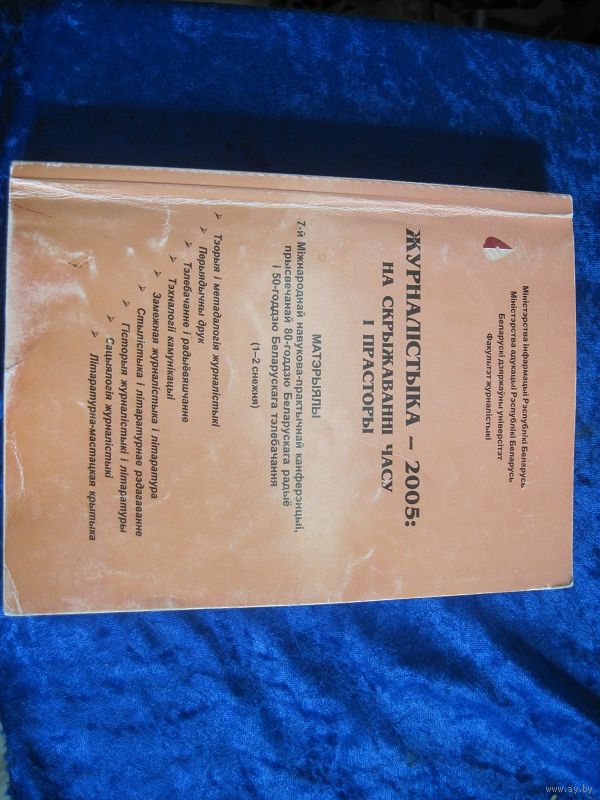 Міністэрства інфармацыі Рэспублікі Беларусь
Міністэрства адукацыі Рэспублікі Беларусь
Беларускі дзяржаўны універсітэт
Факультэт журналістыкі
ЖУРНАЛІСТЫКА – 2005:
НА СКРЫЖАВАННІ ЧАСУ
І ПРАСТОРЫ
МАТЭРЫЯЛЫ
7-й Міжнароднай навукова-практычнай канферэнцыі,
прысвечанай 80-годдзю Беларускага радыё
і 50-годдзю Беларускага тэлебачання
(1–2 снежня)
➢ Тэорыя і метадалогія журналістыкі
➢ Перыядычны друк
➢ Тэлебачанне і радыёвяшчанне
➢ Тэхналогіі камунікацыі
➢ Замежная журналістыка і літаратура
➢ Стылістыка і літаратурнае рэдагаванне
➢ Гісторыя журналістыкі і літаратуры
➢ Сацыялогія журналістыкі
➢ Літаратурна-мастацкая крытыка
www.ay.by